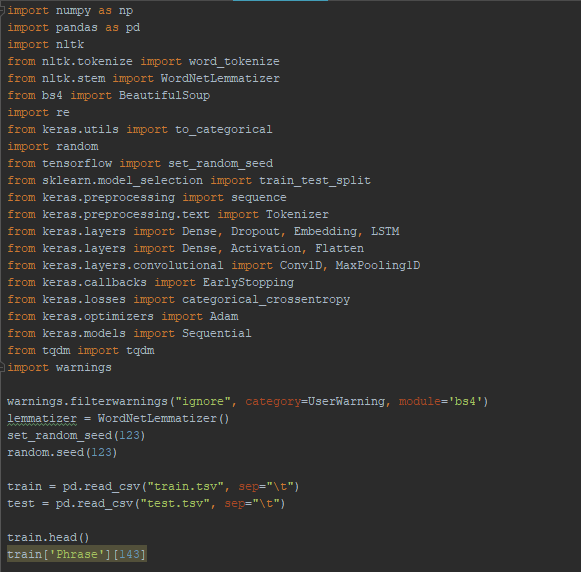 import numpy as np
import pandas as pd
import nltk
from nltk.tokenize import word_tokenize
from nltk.stem import WordNetLemmatizer
from bs4 import BeautifulSoup
import re
from keras.utils import to_categorical
import random
from tensorflow import set_random_seed
from sklearn.model_selection import train_test_split
from keras.preprocessing import sequence
from keras.preprocessing.text import Tokenizer
from keras.layers import Dense, Dropout, Embedding, LSTM
from keras.layers import Dense, Activation, Flatten
from keras.layers.convolutional import Conv1D, MaxPooling1D
from keras.callbacks import EarlyStopping
from keras.losses import categorical_crossentropy
from keras.optimizers import Adam
from keras.models import Sequential
from tqdm import tqdm
import warnings
warnings.filterwarnings("ignore", category=UserWarning, module='bs4')
lemmatizer = WordNetLemmatizer()
set_random_seed(123)
random.seed(123)
train = pd.read_csv("train.tsv", sep="\t")
test = pd.read_csv("test.tsv", sep="\t")
train.head()
train['Phrase'][143]